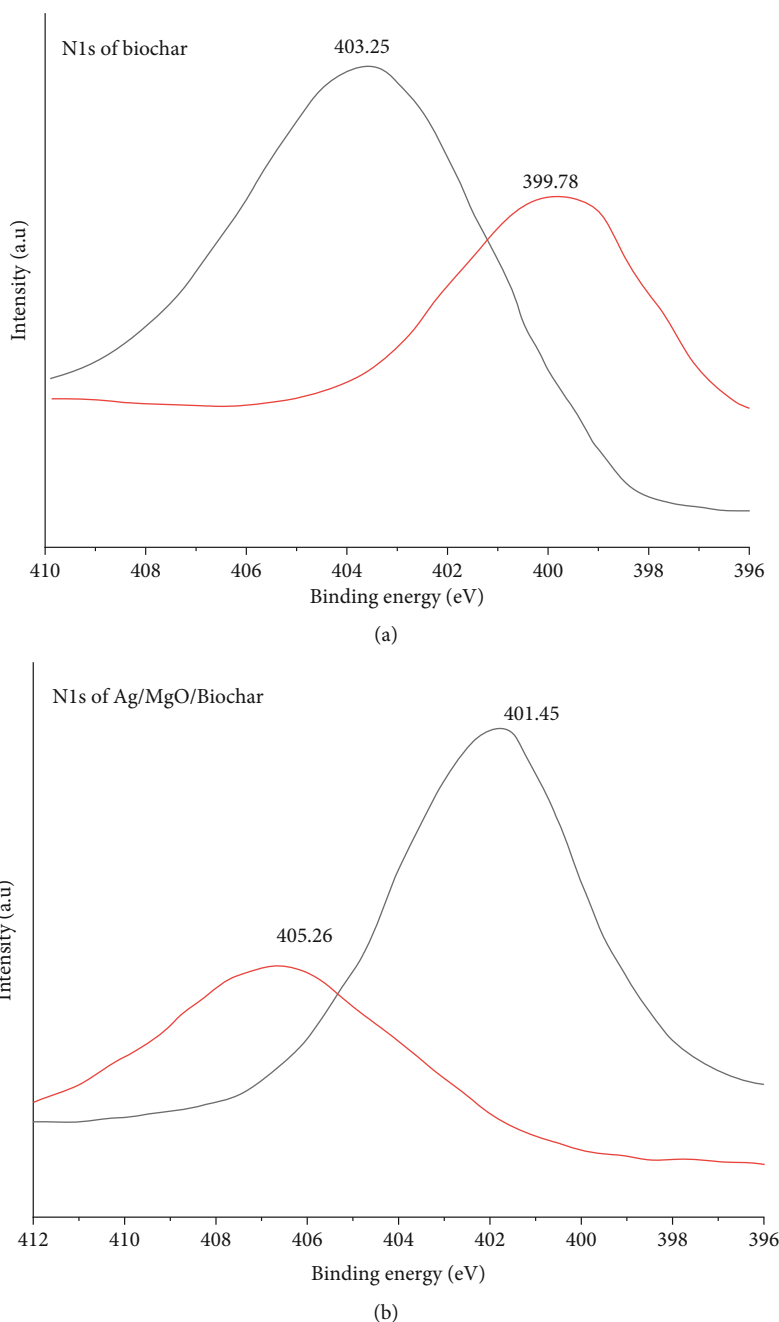 N1s of biochar
403.25
399.78
Intensity (a.u)
410 408 406 404 402 400 398 396
Binding energy (eV)
(a)
N1s of Ag/MgO/Biochar
401.45
405.26
Intensity (a.u)
412 410 408 406 404 402 400 398 396
Binding energy (eV)
(b)